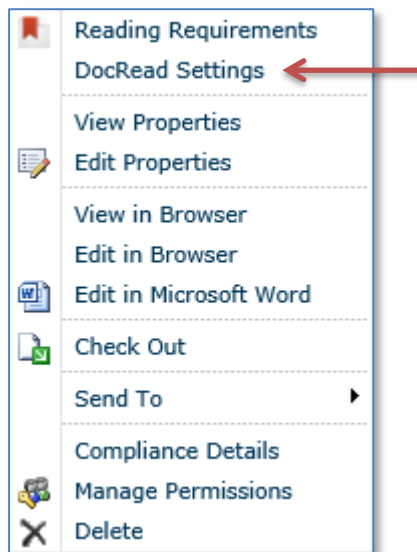 Reading Requirements
DocRead Settings
View Properties
Edit Properties
View in Browser
Edit in Browser
Edit in Microsoft Word
Check Out
Send To
Compliance Details
Manage Permissions
Delete